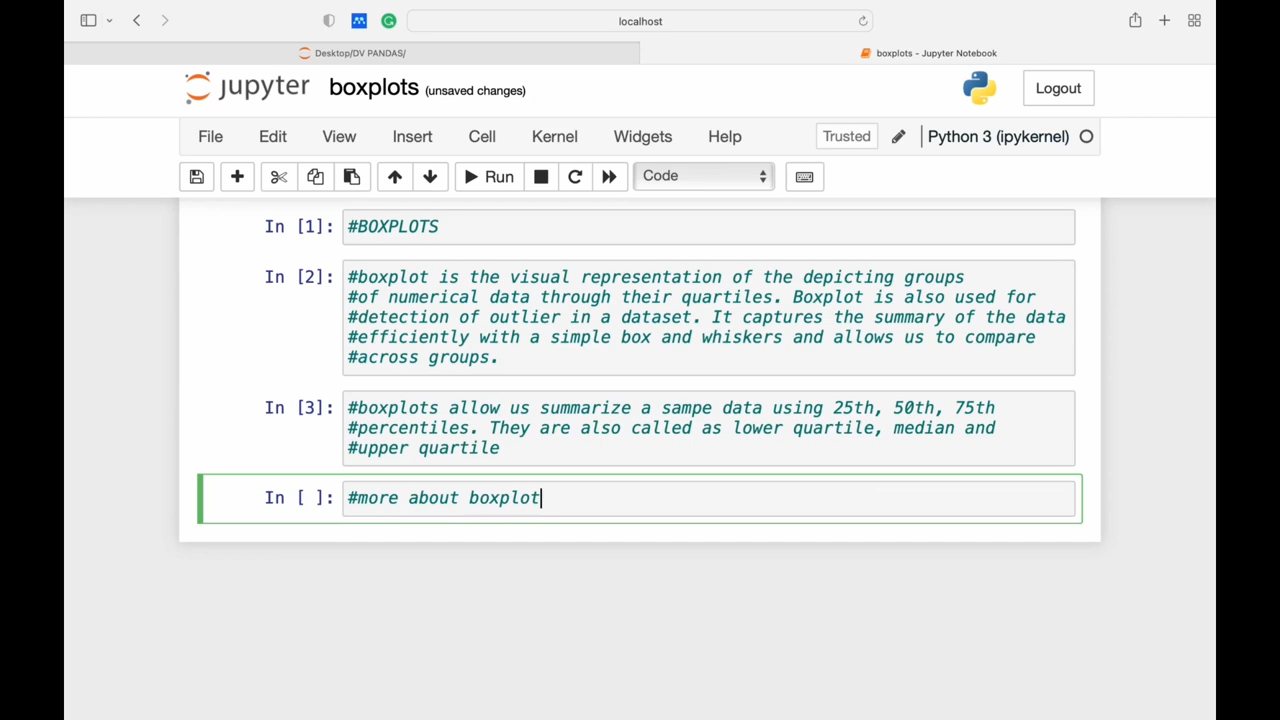 localhost
Desktop/DV PANDAS/
boxplots - Jupyter Notebook
jupyter boxplots (unsaved changes)
Logout
File Edit View Insert Cell Kernel Widgets Help
Trusted
Python 3 (ipykernel)
Run
Code
In [1]: #BOXPLOTS
In [2]: #boxplot is the visual representation of the depicting groups
#of numerical data through their quartiles. Boxplot is also used for
#detection of outlier in a dataset. It captures the summary of the data
#efficiently with a simple box and whiskers and allows us to compare
#across groups.
In [3]: #boxplots allow us summarize a sampe data using 25th, 50th, 75th
#percentiles. They are also called as lower quartile, median and
#upper quartile
In [ ]: #more about boxplot